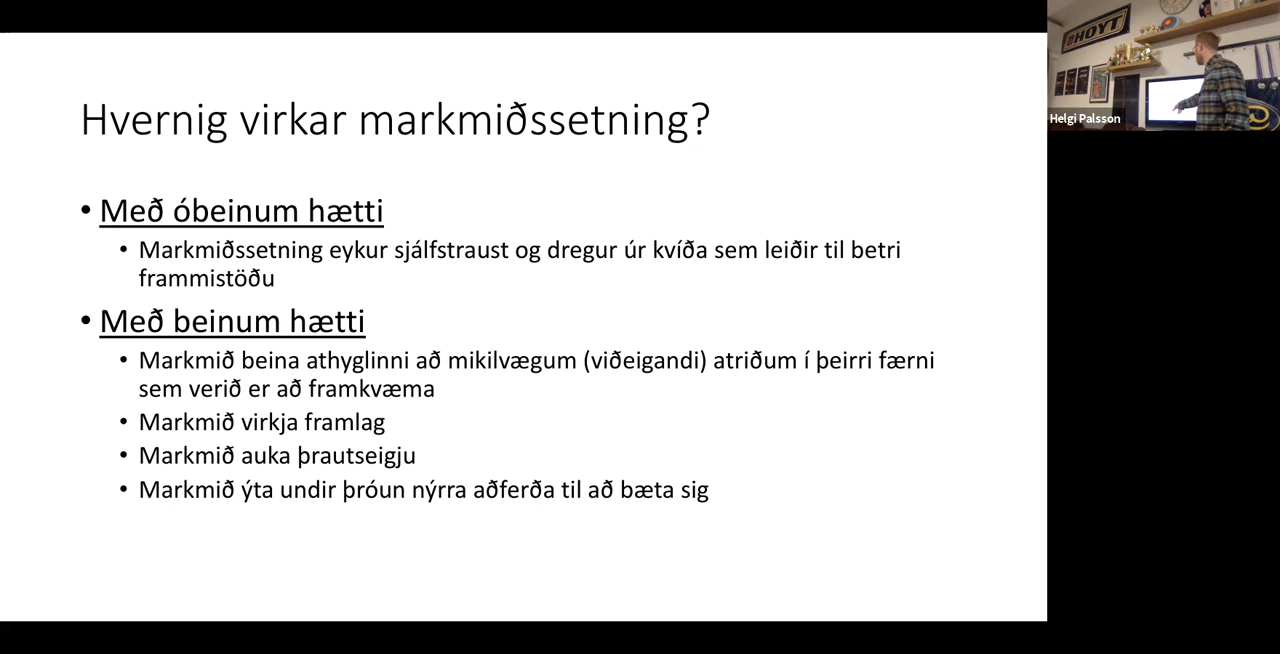 Hvernig virkar markmiðssetning?
• Með óbeinum hætti
• Markmiðssetning eykur sjálfstraust og dregur úr kvíða sem leiðir til betri
frammistöðu
• Með beinum hætti
• Markmið beina athyglinni að mikilvægum (viðeigandi) atriðum í þeirri færni
sem verið er að framkvæma
• Markmið virkja framlag
• Markmið auka þrautseigju
• Markmið ýta undir þróun nýrra aðferða til að bæta sig
HOYT
Helgi Palsson